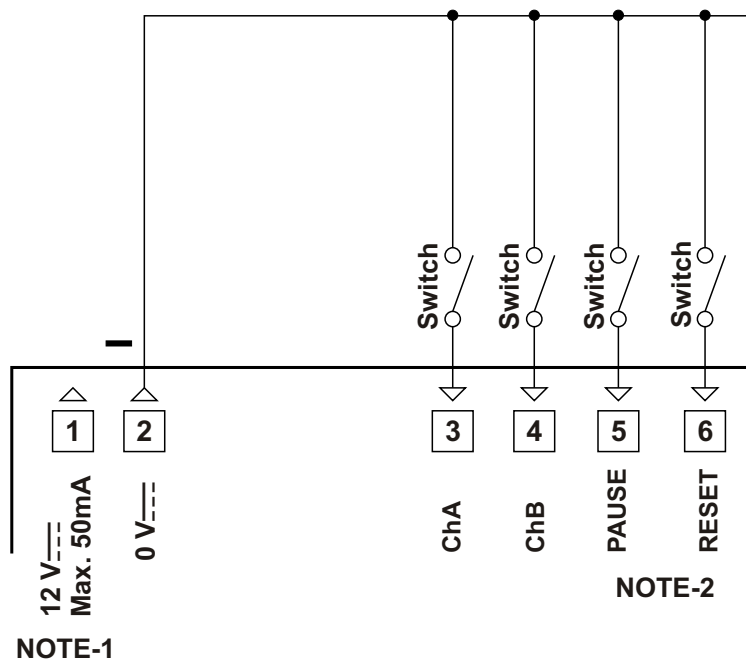 Switch
Switch
Switch
Switch
1
2
3
4
5
6
12 V
Max. 50mA
0 V
ChA
ChB
PAUSE
RESET
NOTE-2
NOTE-1